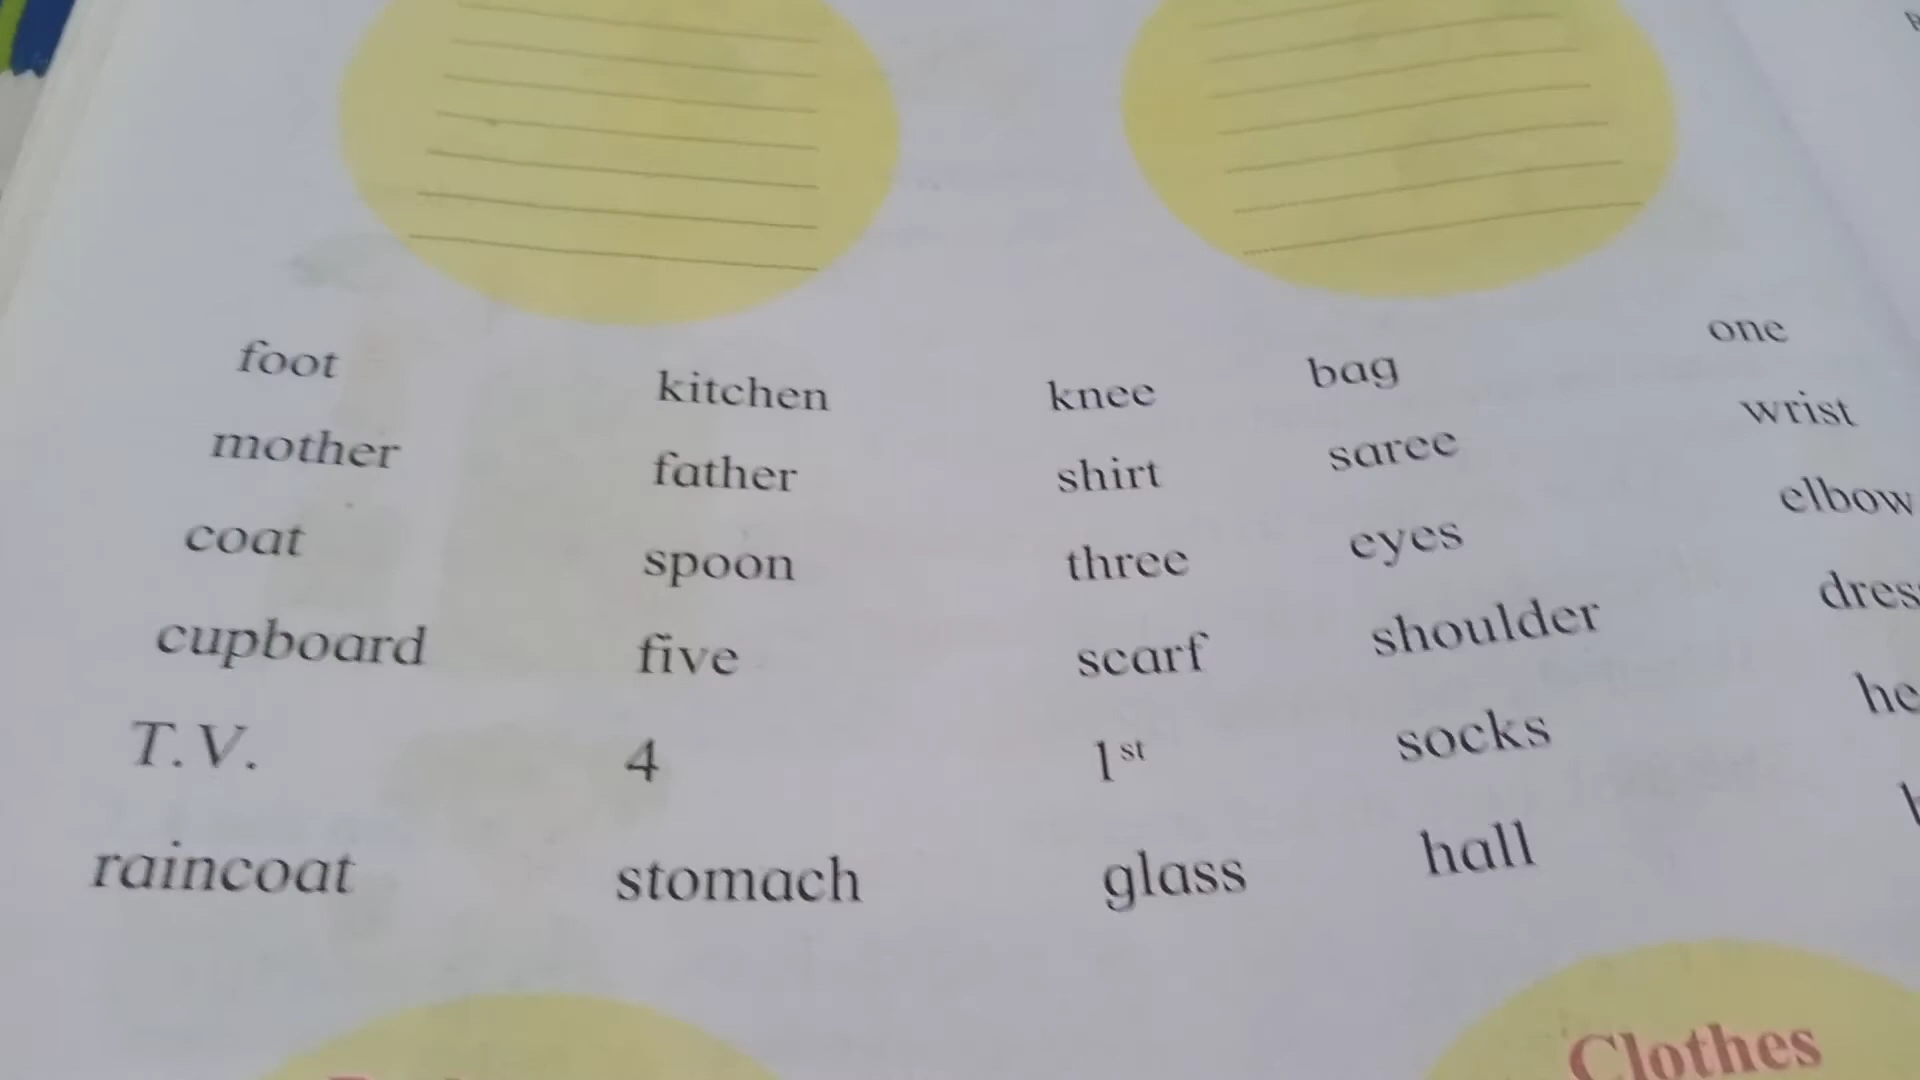 foot kitchen knee bag one
mother father shirt saree wrist
coat spoon three eyes elbow
cupboard five scarf shoulder
T.V. 4 1st socks
raincoat stomach glass hall
Clothes